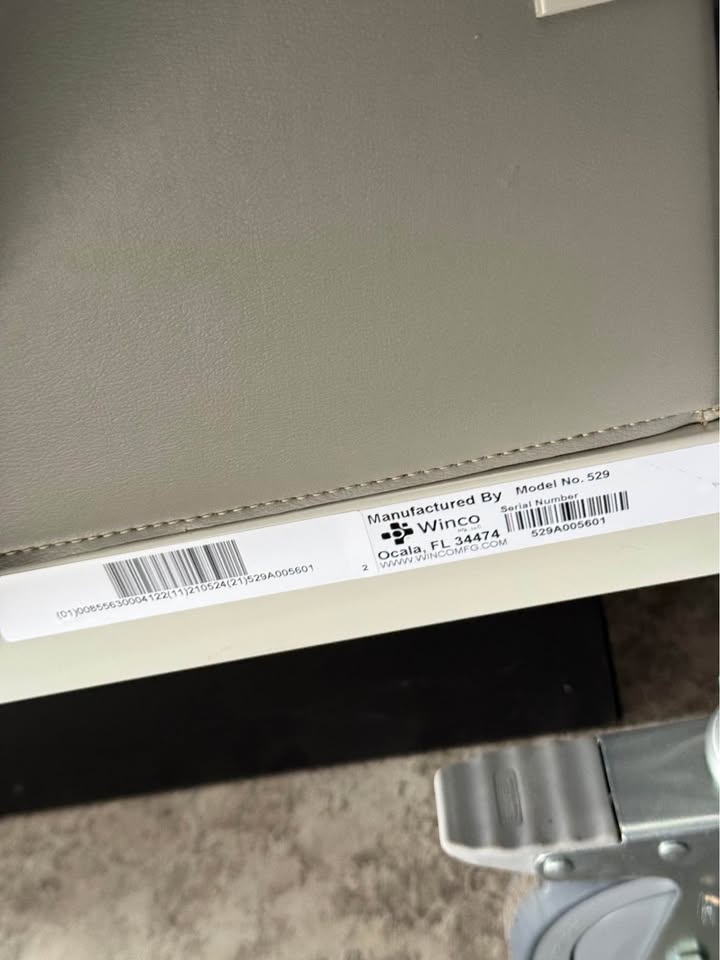 (01)00855630004122(11)210524(21)529A005601
2
Manufactured By
Winco
Ocala, FL 34474
WWW.WINCOMFG.COM
Model No. 529
Serial Number
529A005601